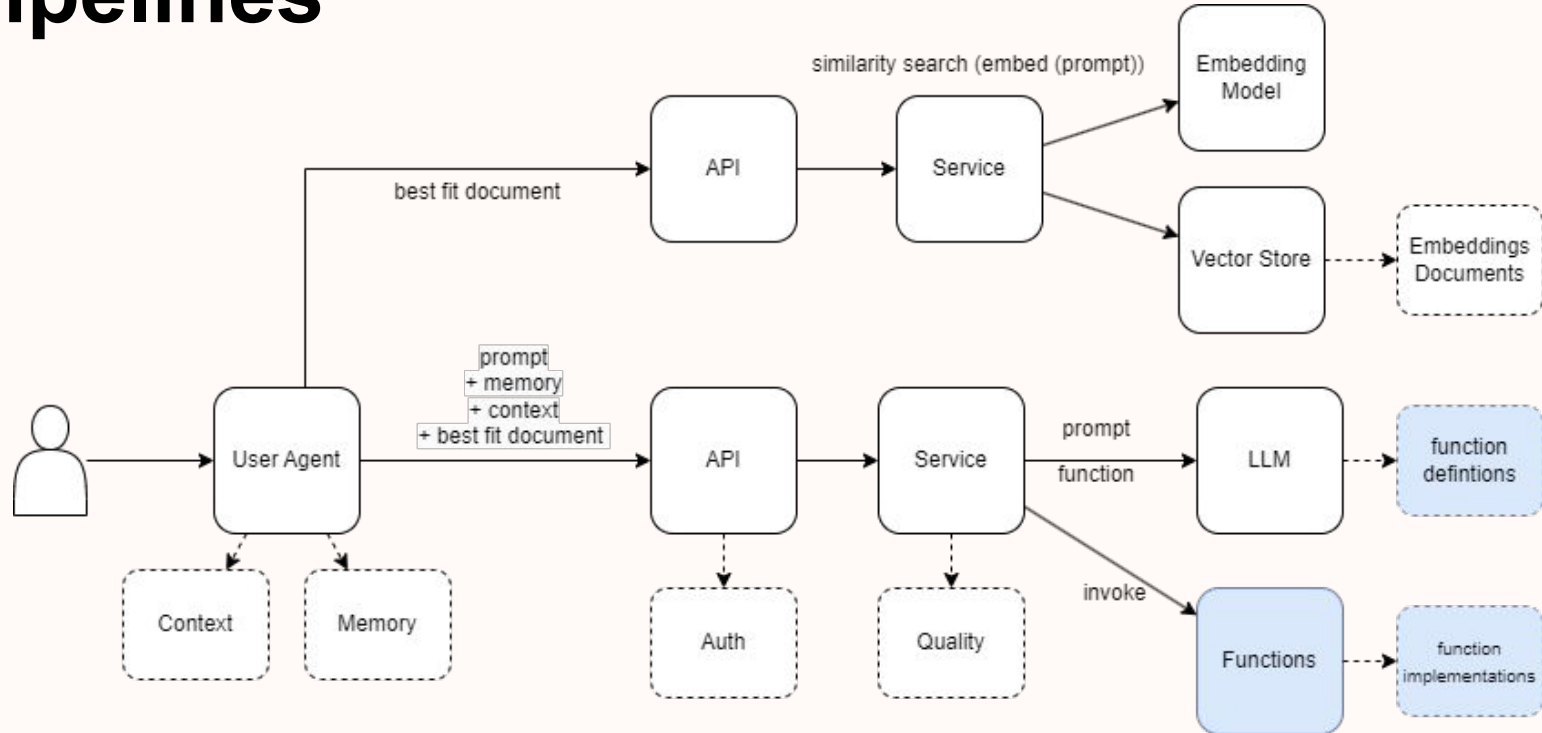 ipelines
similarity search (embed (prompt))
Embedding
Model
API
Service
best fit document
Vector Store
Embeddings
Documents
prompt
+ memory
+ context
+ best fit document
User Agent
API
Service
prompt
function
LLM
function
defintions
invoke
Context
Memory
Auth
Quality
Functions
function
implementations